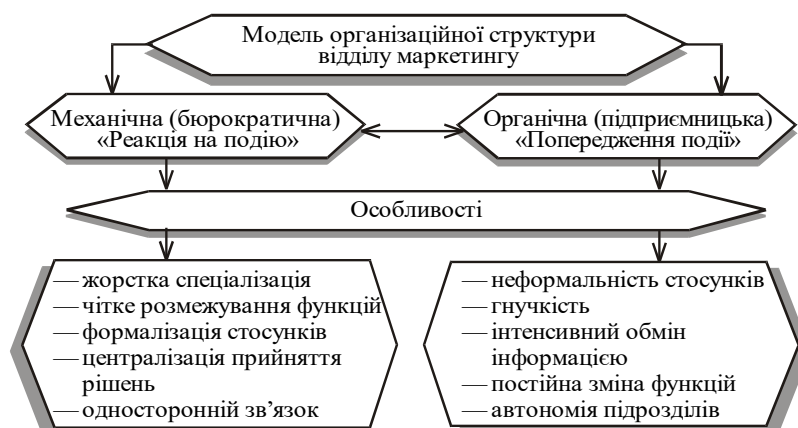 Модель організаційної структури
відділу маркетингу
Механічна (бюрократична)
«Реакція на подію»
Органічна (підприємницька)
«Попередження події»
Особливості
— жорстка спеціалізація
— чітке розмежування функцій
— формалізація стосунків
— централізація прийняття
рішень
— односторонній зв’язок
— неформальність стосунків
— гнучкість
— інтенсивний обмін
інформацією
— постійна зміна функцій
— автономія підрозділів